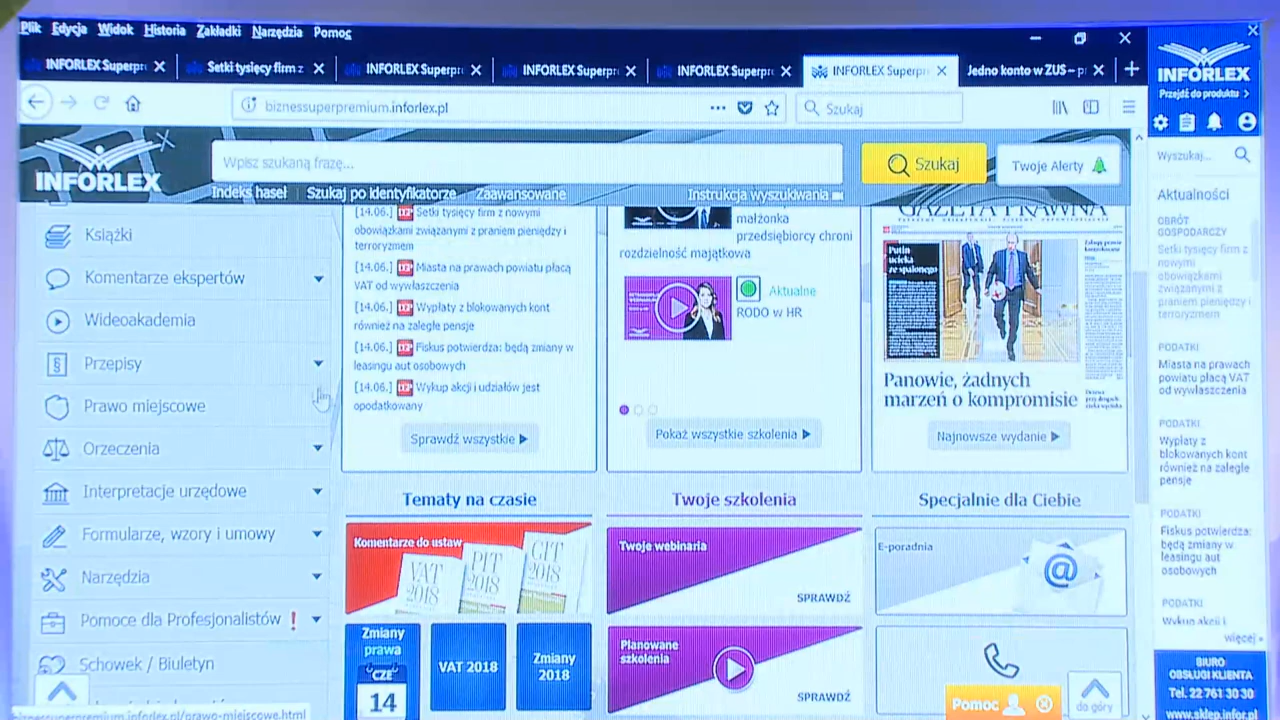 Plik Edycja Widok Historia Zakładki Narzędzia Pomoc
INFORLEX Superpr
Setki tysięcy firm z
INFORLEX Superpr
INFORLEX Superpr
INFORLEX Superpr
INFORLEX Superpr
Jedno konto w ZUS – p
biznessuperpremium.inforlex.pl
Szukaj
INFORLEX
Wpisz szukaną frazę...
Szukaj
Twoje Alerty
Indeks haseł
Szukaj po identyfikatorze
Zaawansowane
Instrukcja wyszukiwania
Książki
Komentarze ekspertów
Wideoakademia
Przepisy
Prawo miejscowe
Orzeczenia
Interpretacje urzędowe
Formularze, wzory i umowy
Narzędzia
Pomoce dla Profesjonalistów !
Schowek / Biuletyn
biznessuperpremium.inforlex.pl/prawo-miejscowe.html
[14.06.] DGP Setki tysięcy firm z nowymi
obowiązkami związanymi z praniem pieniędzy i
terroryzmem
[14.06.] DGP Miasta na prawach powiatu płacą
VAT od wywłaszczenia
[14.06.] DGP Wypłaty z blokowanych kont
również na zaległe pensje
[14.06.] DGP Fiskus potwierdza: będą zmiany w
leasingu aut osobowych
[14.06.] DGP Wykup akcji i udziałów jest
opodatkowany
Sprawdź wszystkie
małżonka
przedsiębiorcy chroni
rozdzielność majątkowa
Aktualne
RODO w HR
Pokaż wszystkie szkolenia
GAZETA PRAWNA
Putin
ucieka
ze spalonego
Panowie, żadnych
marzeń o kompromisie
Najnowsze wydanie
Tematy na czasie
Komentarze do ustaw
VAT
2018
PIT
2018
CIT
2018
Zmiany
prawa
CZE
14
VAT 2018
Zmiany
2018
Twoje szkolenia
Twoje webinaria
SPRAWDŹ
Planowane
szkolenia
SPRAWDŹ
Specjalnie dla Ciebie
E-poradnia
@
Pomoc
do góry
INFORLEX
Przejdź do produktu
Wyszukaj...
Aktualności
OBRÓT
GOSPODARCZY
Setki tysięcy firm z
nowymi
obowiązkami
związanymi z
praniem pieniędzy i
terroryzmem
PODATKI
Miasta na prawach
powiatu płacą VAT
od wywłaszczenia
PODATKI
Wypłaty z
blokowanych kont
również na zaległe
pensje
PODATKI
Fiskus potwierdza:
będą zmiany w
leasingu aut
osobowych
PODATKI
Wykup akcji i
więcej »
BIURO
OBSŁUGI KLIENTA
Tel. 22 761 30 30
www.sklep.infor.pl